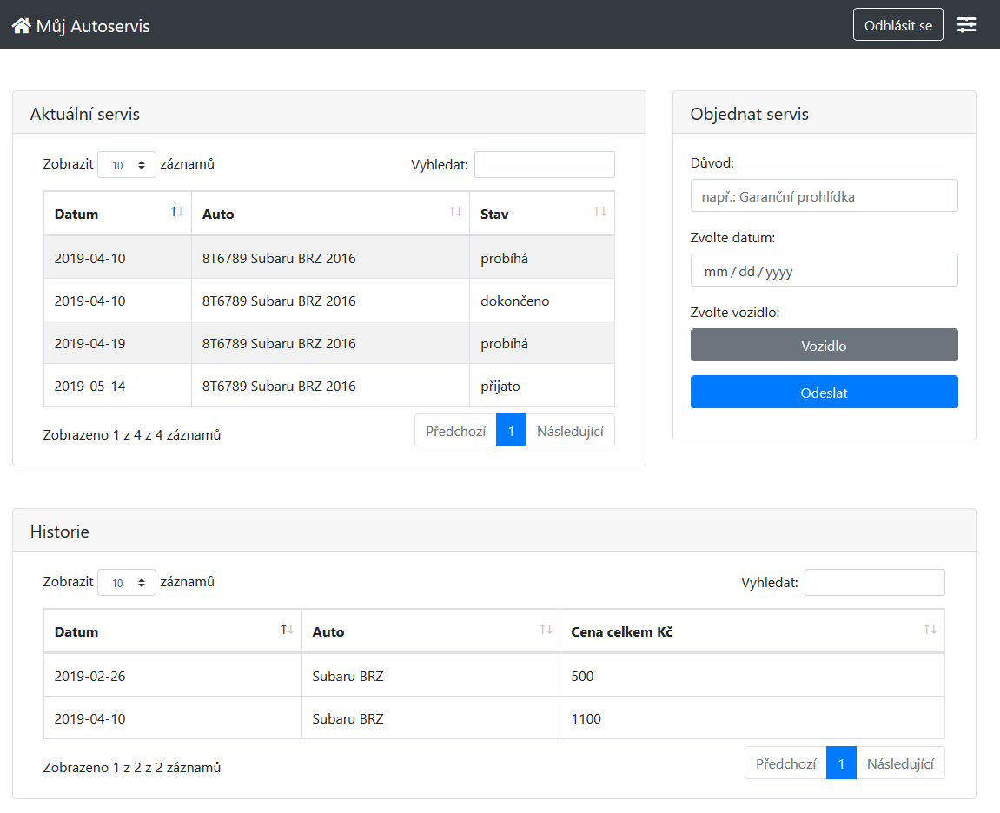 Můj Autoservis
Odhlásit se
Aktuální servis
Zobrazit 10 záznamů
Vyhledat:
Datum Auto Stav
2019-04-10 8T6789 Subaru BRZ 2016 probíhá
2019-04-10 8T6789 Subaru BRZ 2016 dokončeno
2019-04-19 8T6789 Subaru BRZ 2016 probíhá
2019-05-14 8T6789 Subaru BRZ 2016 přijato
Zobrazeno 1 z 4 z 4 záznamů
Předchozí 1 Následující
Objednat servis
Důvod:
např.: Garanční prohlídka
Zvolte datum:
mm / dd / yyyy
Zvolte vozidlo:
Vozidlo
Odeslat
Historie
Zobrazit 10 záznamů
Vyhledat:
Datum Auto Cena celkem Kč
2019-02-26 Subaru BRZ 500
2019-04-10 Subaru BRZ 1100
Zobrazeno 1 z 2 z 2 záznamů
Předchozí 1 Následující